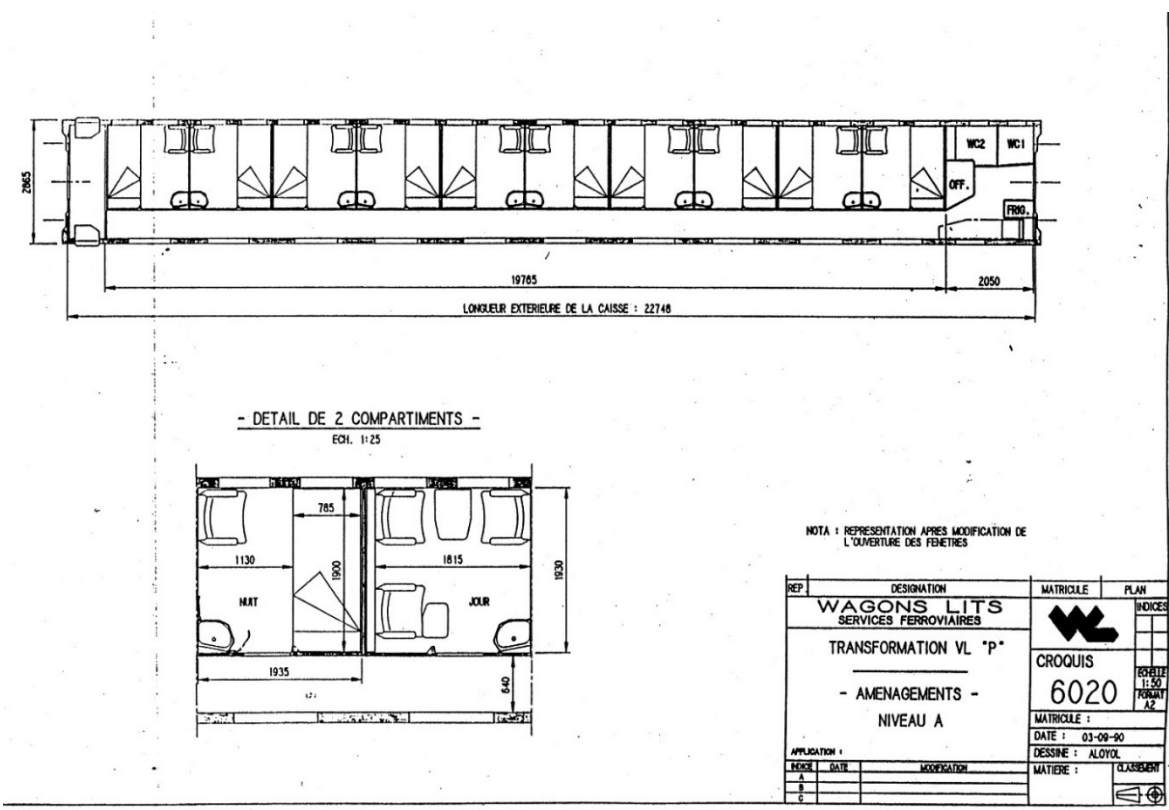 2865
WC2
WC1
OFF.
FRIG.
19765
2050
LONGUEUR EXTERIEURE DE LA CAISSE : 22748
- DETAIL DE 2 COMPARTIMENTS -
ECH. 1:25
785
1130
1900
1815
1930
NUIT
JOUR
1935
640
NOTA : REPRESENTATION APRES MODIFICATION DE
L'OUVERTURE DES FENETRES
REP. DESIGNATION MATRICULE PLAN
WAGONS LITS
SERVICES FERROVIAIRES
INDICES
TRANSFORMATION VL "P"
- AMENAGEMENTS -
NIVEAU A
CROQUIS
6020
ECHELLE
1:50
FORMAT
A2
MATRICULE :
DATE : 03-09-90
DESSINE : ALOYOL
APPLICATION :
INDICE DATE MODIFICATION
A
B
C
MATIERE :
CLASSEMENT